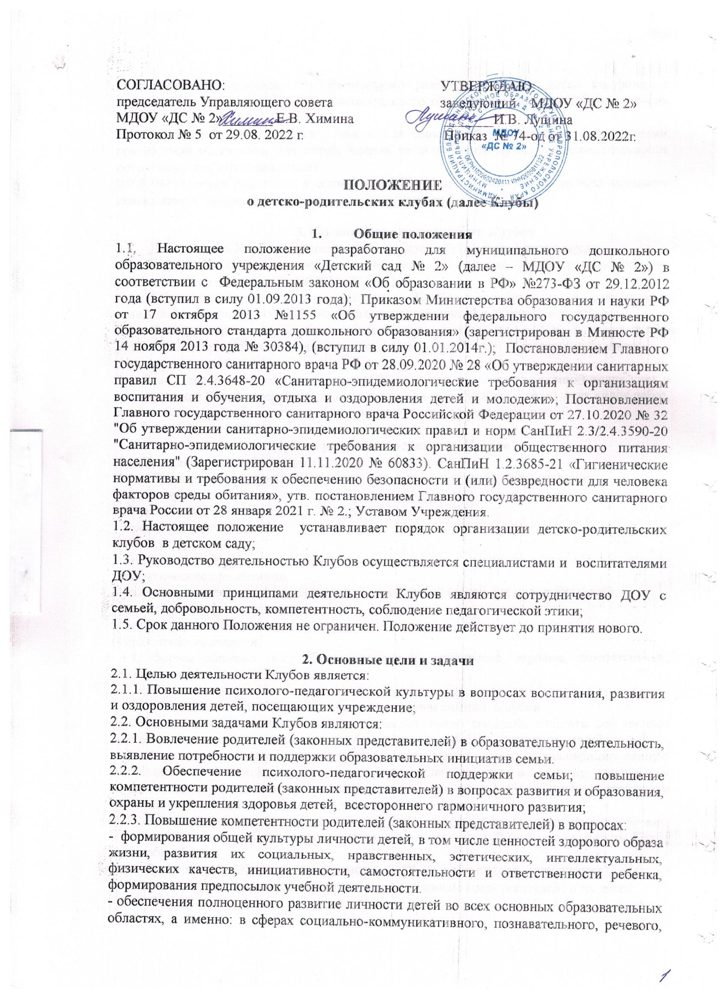 СОГЛАСОВАНО:
председатель Управляющего совета
МДОУ «ДС № 2» Химина Е.В. Химина
Протокол № 5 от 29.08. 2022 г.
УТВЕРЖДАЮ
заведующий МДОУ «ДС № 2»
Лущина И.В. Лущина
Приказ № 74-од от 31.08.2022г.
МДОУ
«ДС № 2»
ОГРН1022602420411 ИНН2605011322
ПОЛОЖЕНИЕ
о детско-родительских клубах (далее Клубы)
1. Общие положения
1.1. Настоящее положение разработано для муниципального дошкольного
образовательного учреждения «Детский сад № 2» (далее – МДОУ «ДС № 2») в
соответствии с Федеральным законом «Об образовании в РФ» №273-ФЗ от 29.12.2012
года (вступил в силу 01.09.2013 года); Приказом Министерства образования и науки РФ
от 17 октября 2013 №1155 «Об утверждении федерального государственного
образовательного стандарта дошкольного образования» (зарегистрирован в Минюсте РФ
14 ноября 2013 года № 30384), (вступил в силу 01.01.2014г.); Постановлением Главного
государственного санитарного врача РФ от 28.09.2020 № 28 «Об утверждении санитарных
правил СП 2.4.3648-20 «Санитарно-эпидемиологические требования к организациям
воспитания и обучения, отдыха и оздоровления детей и молодежи»; Постановлением
Главного государственного санитарного врача Российской Федерации от 27.10.2020 № 32
"Об утверждении санитарно-эпидемиологических правил и норм СанПиН 2.3/2.4.3590-20
"Санитарно-эпидемиологические требования к организации общественного питания
населения" (Зарегистрирован 11.11.2020 № 60833). СанПиН 1.2.3685-21 «Гигиенические
нормативы и требования к обеспечению безопасности и (или) безвредности для человека
факторов среды обитания», утв. постановлением Главного государственного санитарного
врача России от 28 января 2021 г. № 2.; Уставом Учреждения.
1.2. Настоящее положение устанавливает порядок организации детско-родительских
клубов в детском саду;
1.3. Руководство деятельностью Клубов осуществляется специалистами и воспитателями
ДОУ;
1.4. Основными принципами деятельности Клубов являются сотрудничество ДОУ с
семьей, добровольность, компетентность, соблюдение педагогической этики;
1.5. Срок данного Положения не ограничен. Положение действует до принятия нового.
2. Основные цели и задачи
2.1. Целью деятельности Клубов является:
2.1.1. Повышение психолого-педагогической культуры в вопросах воспитания, развития
и оздоровления детей, посещающих учреждение;
2.2. Основными задачами Клубов являются:
2.2.1. Вовлечение родителей (законных представителей) в образовательную деятельность,
выявление потребности и поддержки образовательных инициатив семьи.
2.2.2. Обеспечение психолого-педагогической поддержки семьи; повышение
компетентности родителей (законных представителей) в вопросах развития и образования,
охраны и укрепления здоровья детей, всестороннего гармоничного развития;
2.2.3. Повышение компетентности родителей (законных представителей) в вопросах:
- формирования общей культуры личности детей, в том числе ценностей здорового образа
жизни, развития их социальных, нравственных, эстетических, интеллектуальных,
физических качеств, инициативности, самостоятельности и ответственности ребенка,
формирования предпосылок учебной деятельности.
- обеспечения полноценного развитие личности детей во всех основных образовательных
областях, а именно: в сферах социально-коммуникативного, познавательного, речевого,
1